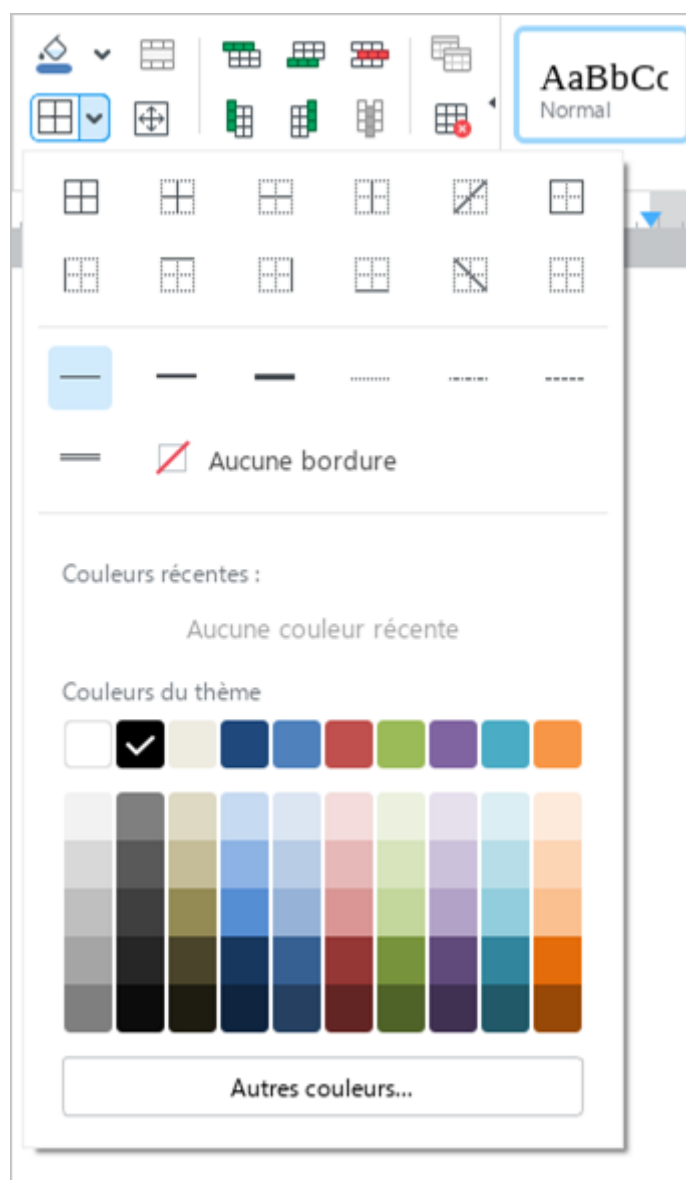 AaBbCc
Normal
Aucune bordure
Couleurs récentes :
Aucune couleur récente
Couleurs du thème
Autres couleurs...